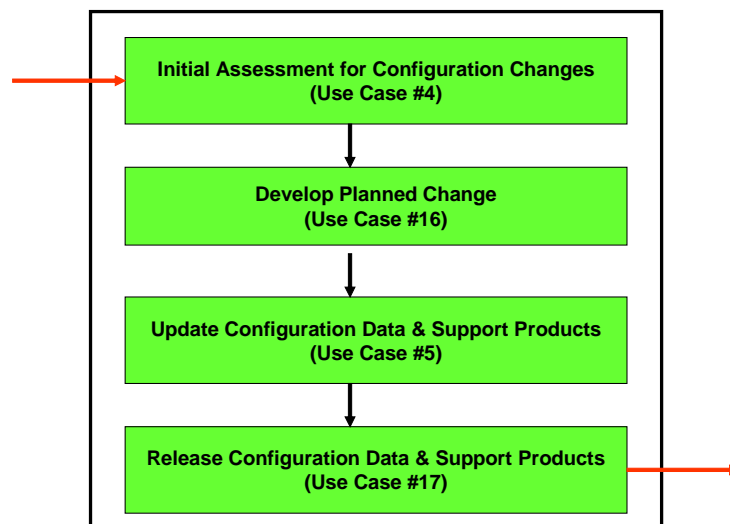 Initial Assessment for Configuration Changes
(Use Case #4)
Develop Planned Change
(Use Case #16)
Update Configuration Data & Support Products
(Use Case #5)
Release Configuration Data & Support Products
(Use Case #17)